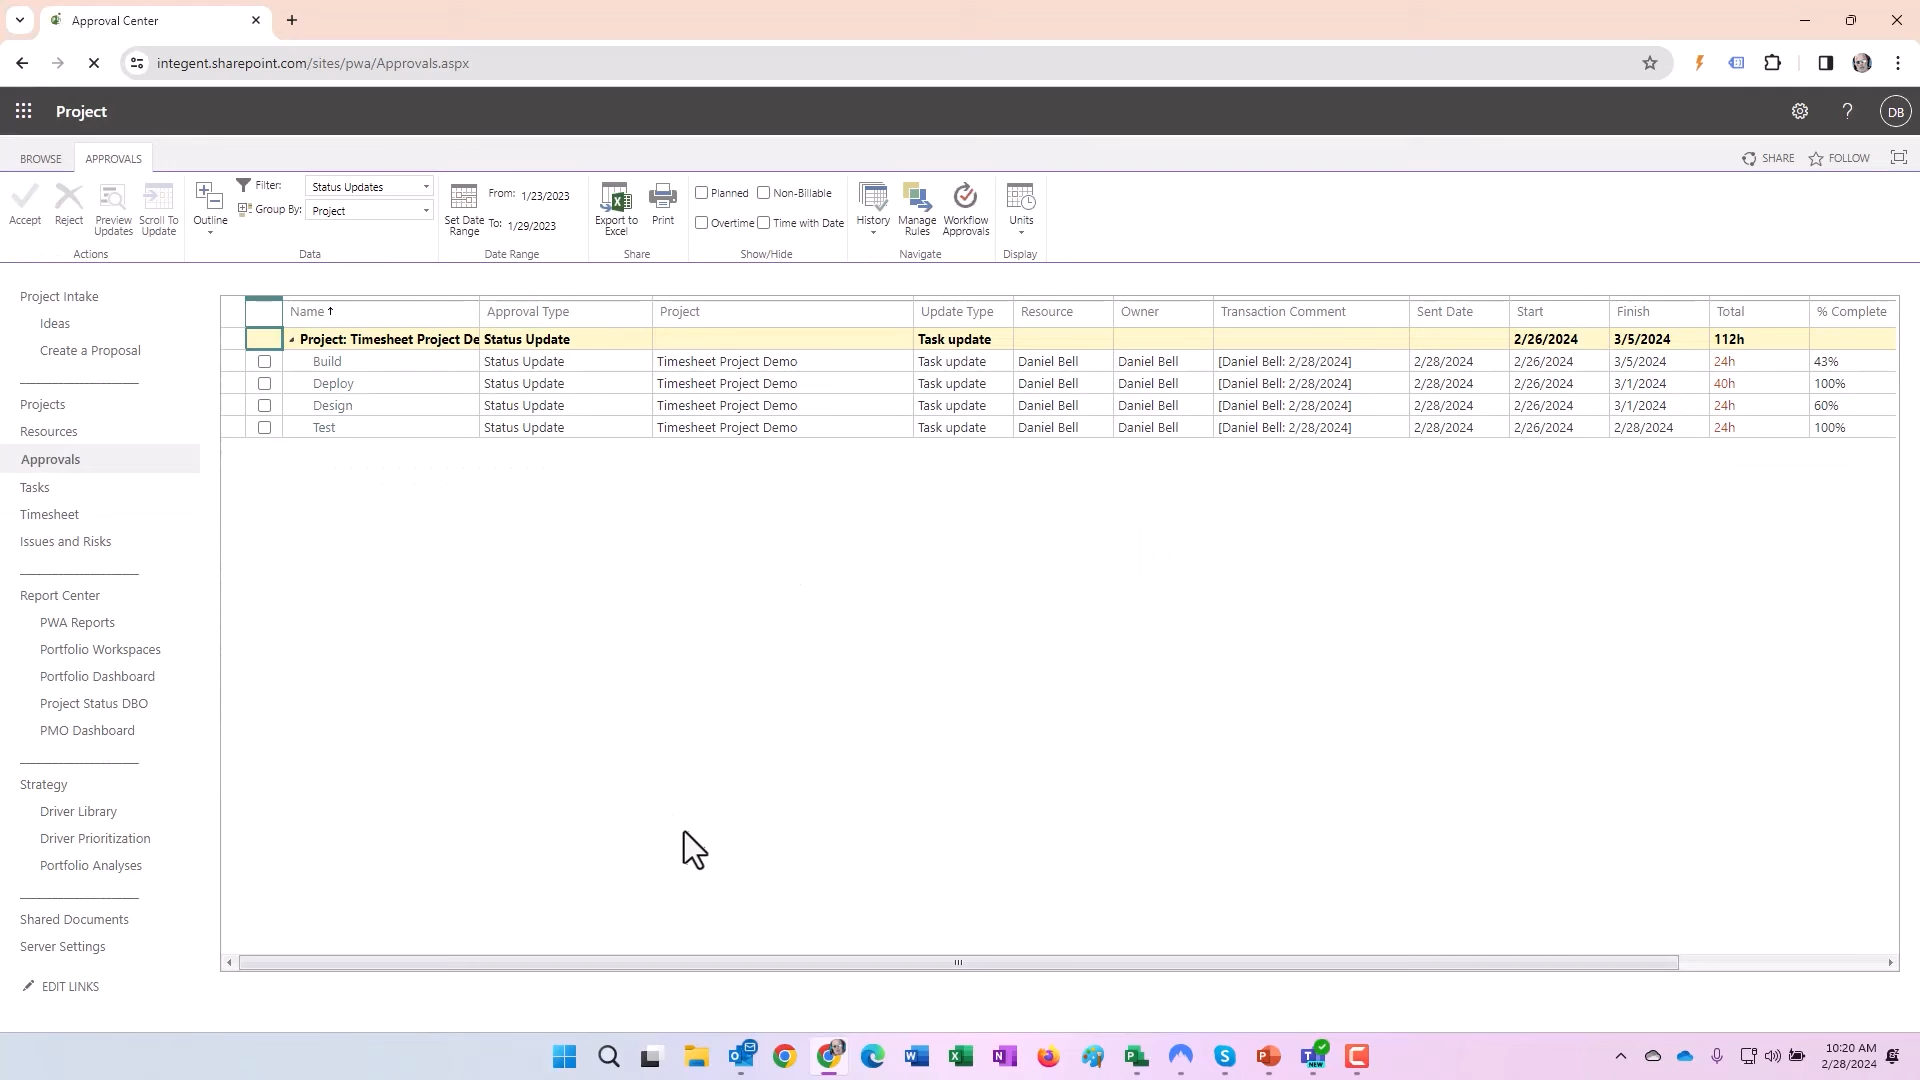 Approval Center
integent.sharepoint.com/sites/pwa/Approvals.aspx
Project
DB
BROWSE
APPROVALS
SHARE
FOLLOW
Accept
Reject
Preview Updates
Scroll To Update
Actions
Outline
Filter:
Status Updates
Group By:
Project
Data
Set Date Range
From: 1/23/2023
To: 1/29/2023
Date Range
Export to Excel
Print
Share
Planned
Non-Billable
Overtime
Time with Date
Show/Hide
History
Manage Rules
Workflow Approvals
Navigate
Units
Display
Project Intake
Ideas
Create a Proposal
Projects
Resources
Approvals
Tasks
Timesheet
Issues and Risks
Report Center
PWA Reports
Portfolio Workspaces
Portfolio Dashboard
Project Status DBO
PMO Dashboard
Strategy
Driver Library
Driver Prioritization
Portfolio Analyses
Shared Documents
Server Settings
EDIT LINKS
Name Approval Type Project Update Type Resource Owner Transaction Comment Sent Date Start Finish Total % Complete
Project: Timesheet Project De Status Update Task update 2/26/2024 3/5/2024 112h
Build Status Update Timesheet Project Demo Task update Daniel Bell Daniel Bell [Daniel Bell: 2/28/2024] 2/28/2024 2/26/2024 3/5/2024 24h 43%
Deploy Status Update Timesheet Project Demo Task update Daniel Bell Daniel Bell [Daniel Bell: 2/28/2024] 2/28/2024 2/26/2024 3/1/2024 40h 100%
Design Status Update Timesheet Project Demo Task update Daniel Bell Daniel Bell [Daniel Bell: 2/28/2024] 2/28/2024 2/26/2024 3/1/2024 24h 60%
Test Status Update Timesheet Project Demo Task update Daniel Bell Daniel Bell [Daniel Bell: 2/28/2024] 2/28/2024 2/26/2024 2/28/2024 24h 100%
NEW
10:20 AM
2/28/2024